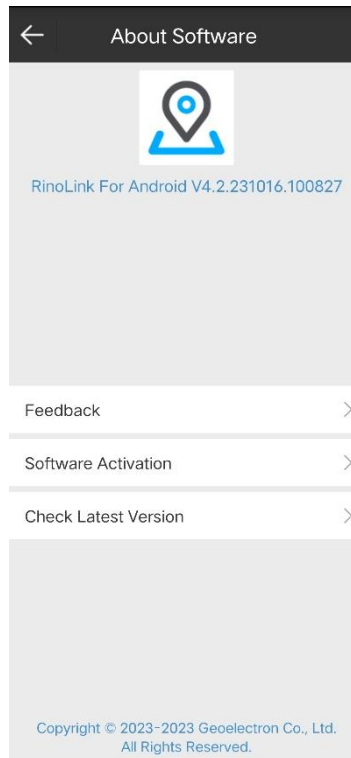 About Software
RinoLink For Android V4.2.231016.100827
Feedback
Software Activation
Check Latest Version
Copyright © 2023-2023 Geoelectron Co., Ltd.
All Rights Reserved.